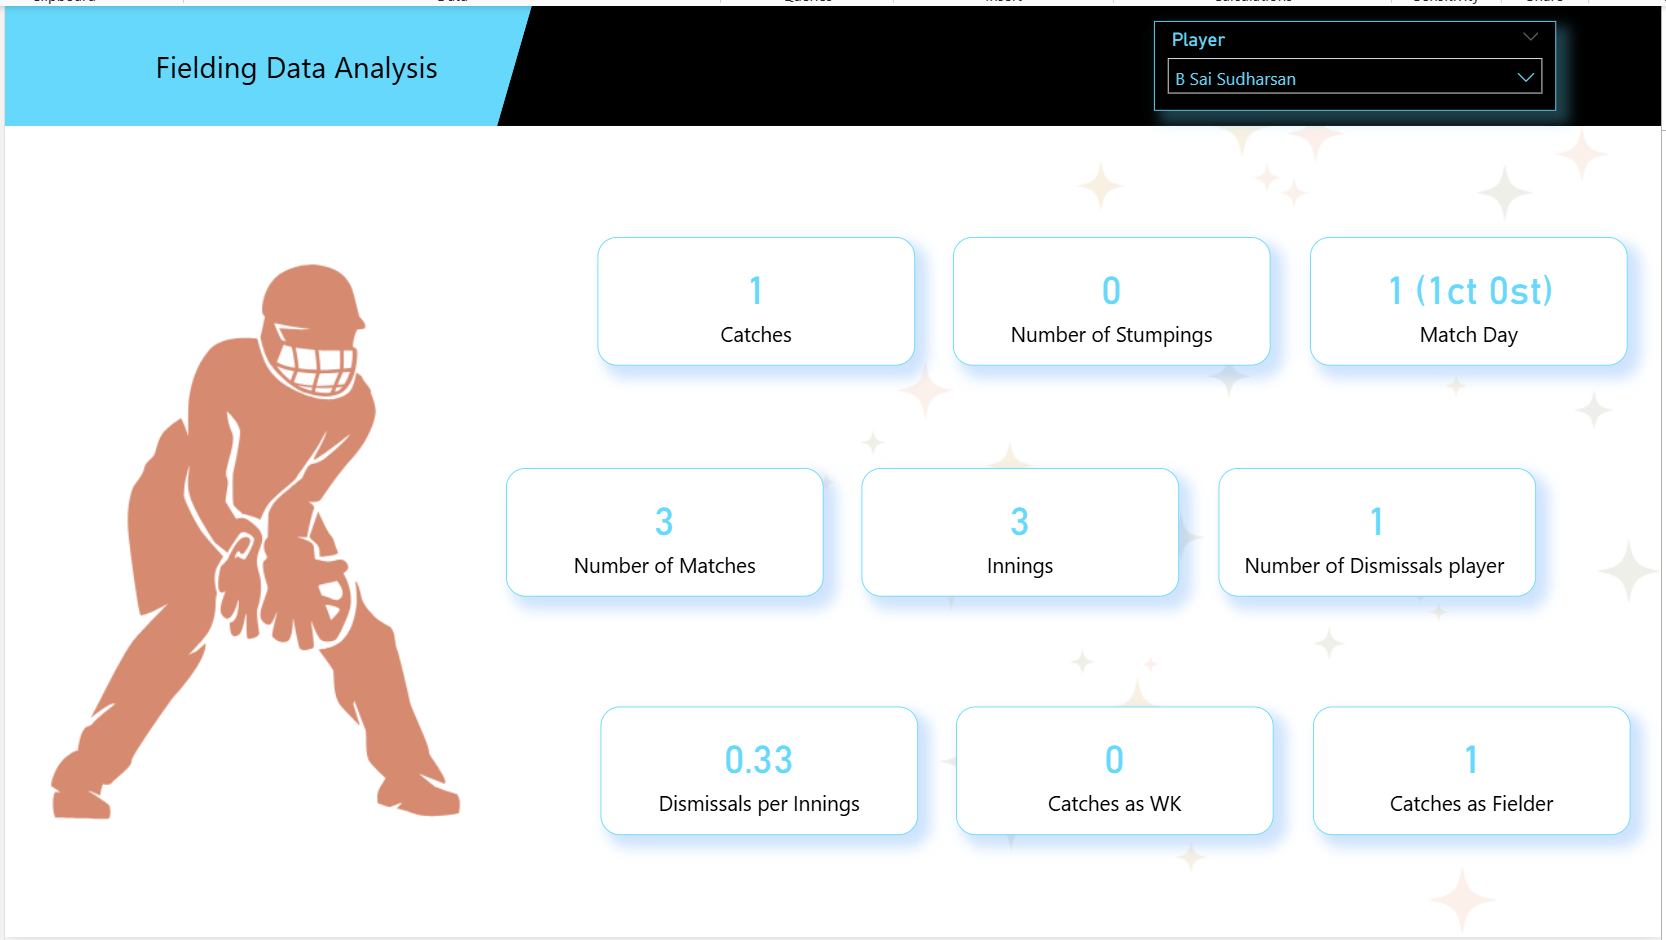 Fielding Data Analysis
Player
B Sai Sudharsan
1
Catches
0
Number of Stumpings
1 (1ct 0st)
Match Day
3
Number of Matches
3
Innings
1
Number of Dismissals player
0.33
Dismissals per Innings
0
Catches as WK
1
Catches as Fielder